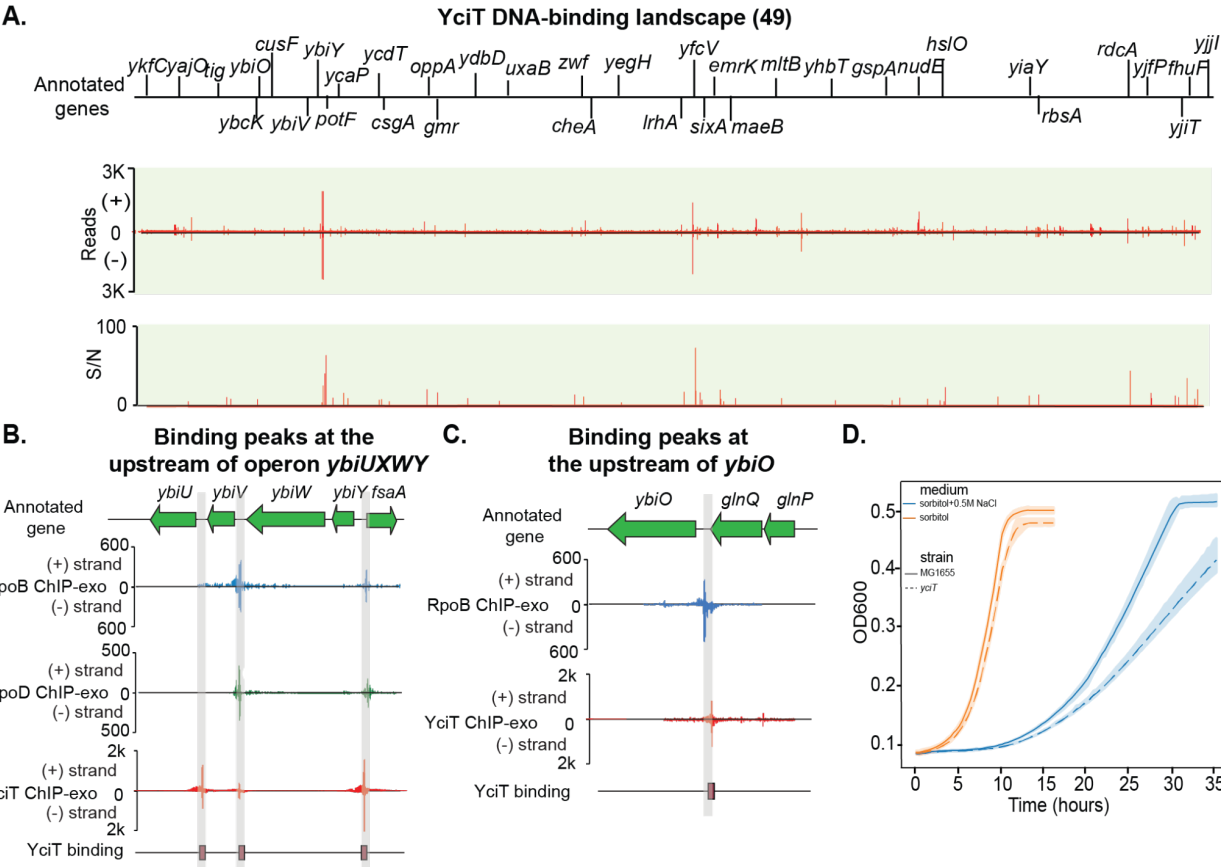 A.
YciT DNA-binding landscape (49)
cusF ybiY ycdT yfcV hslO rdcA yjjI
ykfC yajO tig ybiO ycaP oppA ydbD uxaB zwf yegH emrK mltB yhbT gspA nudE yiaY yjfP fhuF
Annotated
genes
ybcK ybiV potF csgA gmr cheA lrhA sixA maeB rbsA yjiT
3K
(+)
Reads
0
(-)
3K
100
S/N
0
B.
Binding peaks at the
upstream of operon ybiUXWY
ybiU ybiV ybiW ybiY fsaA
Annotated
gene
600
(+) strand
poB ChIP-exo 0
(-) strand
600
500
(+) strand
poD ChIP-exo 0
(-) strand
500
2k
(+) strand
ciT ChIP-exo 0
(-) strand
2k
YciT binding
C.
Binding peaks at
the upstream of ybiO
ybiO glnQ glnP
Annotated
gene
600
(+) strand
RpoB ChIP-exo 0
(-) strand
600
2k
(+) strand
YciT ChIP-exo 0
(-) strand
2k
YciT binding
D.
medium
sorbitol+0.5M NaCl
sorbitol
strain
MG1655
yciT
OD600
0.5
0.4
0.3
0.2
0.1
0 5 10 15 20 25 30 35
Time (hours)